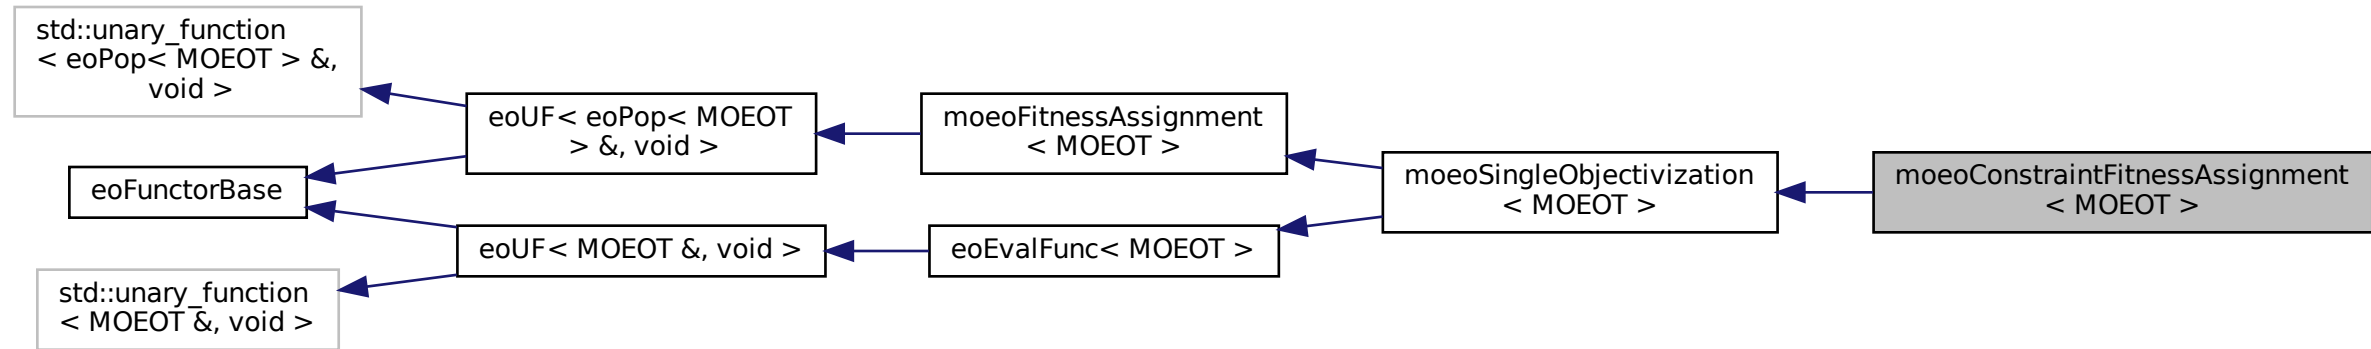 std::unary_function
< eoPop< MOEOT > &,
void >
eoFunctorBase
std::unary_function
< MOEOT &, void >
eoUF< eoPop< MOEOT
> &, void >
eoUF< MOEOT &, void >
moeoFitnessAssignment
< MOEOT >
eoEvalFunc< MOEOT >
moeoSingleObjectivization
< MOEOT >
moeoConstraintFitnessAssignment
< MOEOT >